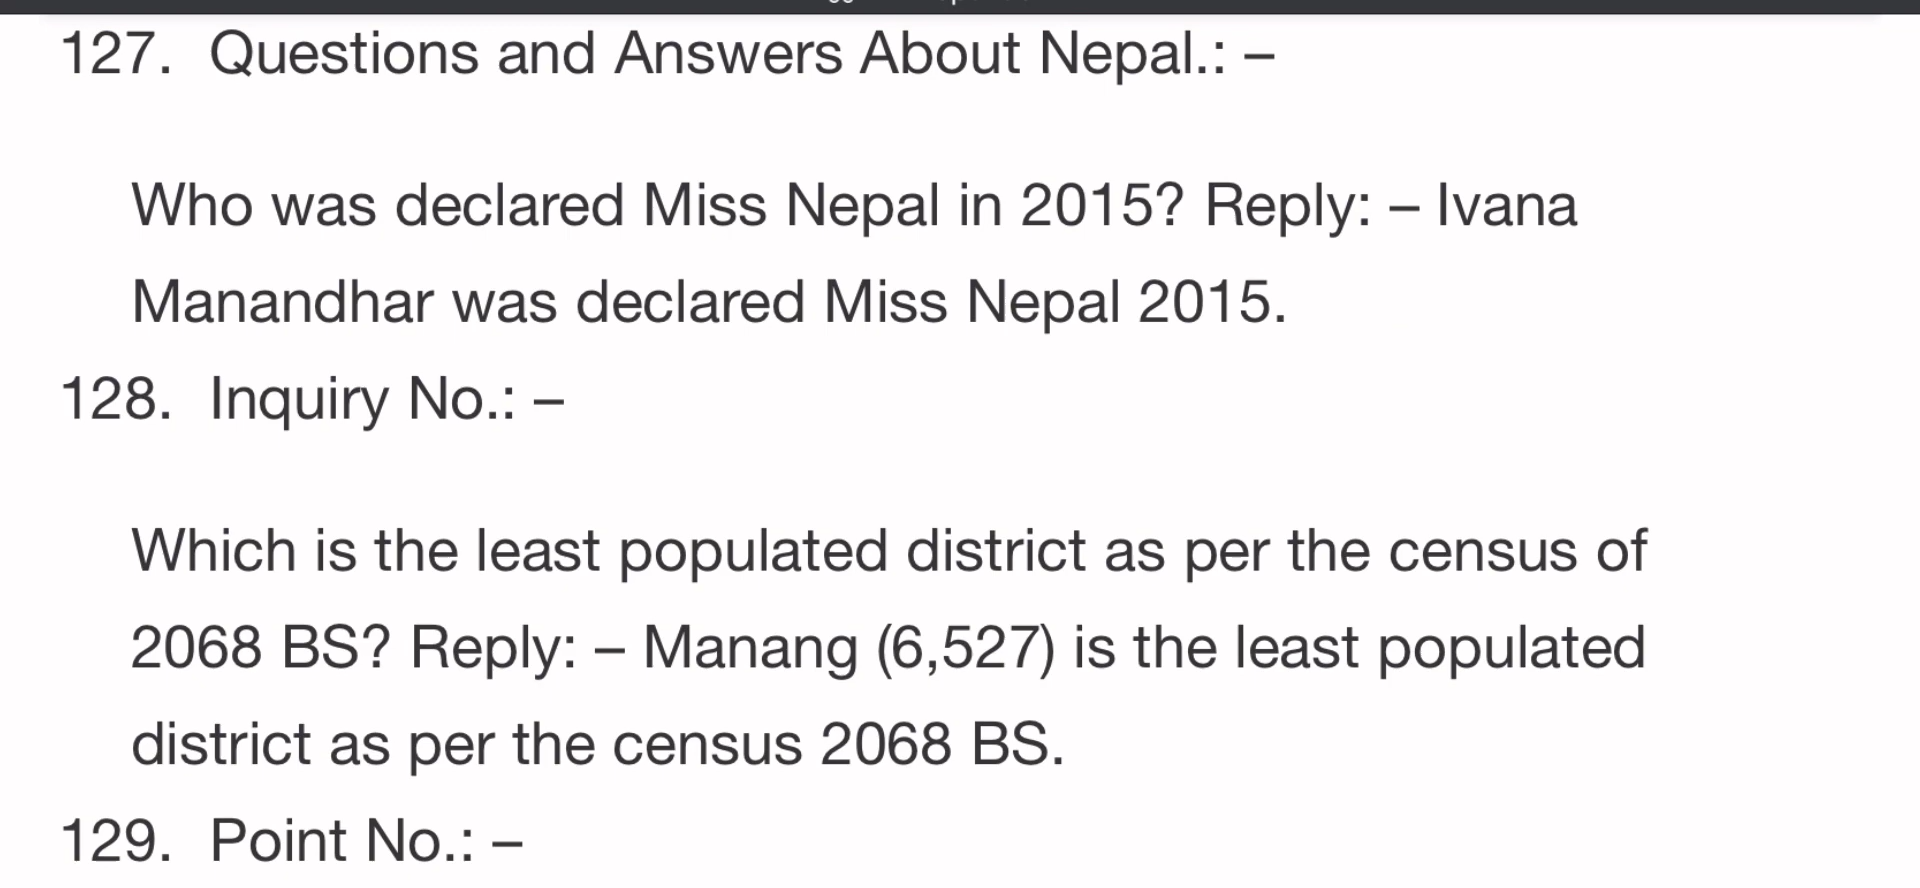 127. Questions and Answers About Nepal.: –
Who was declared Miss Nepal in 2015? Reply: – Ivana
Manandhar was declared Miss Nepal 2015.
128. Inquiry No.: –
Which is the least populated district as per the census of
2068 BS? Reply: – Manang (6,527) is the least populated
district as per the census 2068 BS.
129. Point No.: –